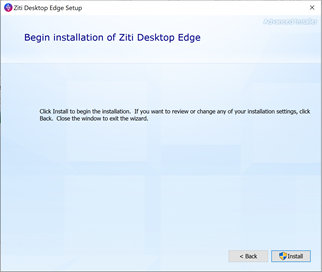 Ziti Desktop Edge Setup
Advanced Installer
Begin installation of Ziti Desktop Edge
Click Install to begin the installation. If you want to review or change any of your installation settings, click
Back. Close the window to exit the wizard.
< Back
Install